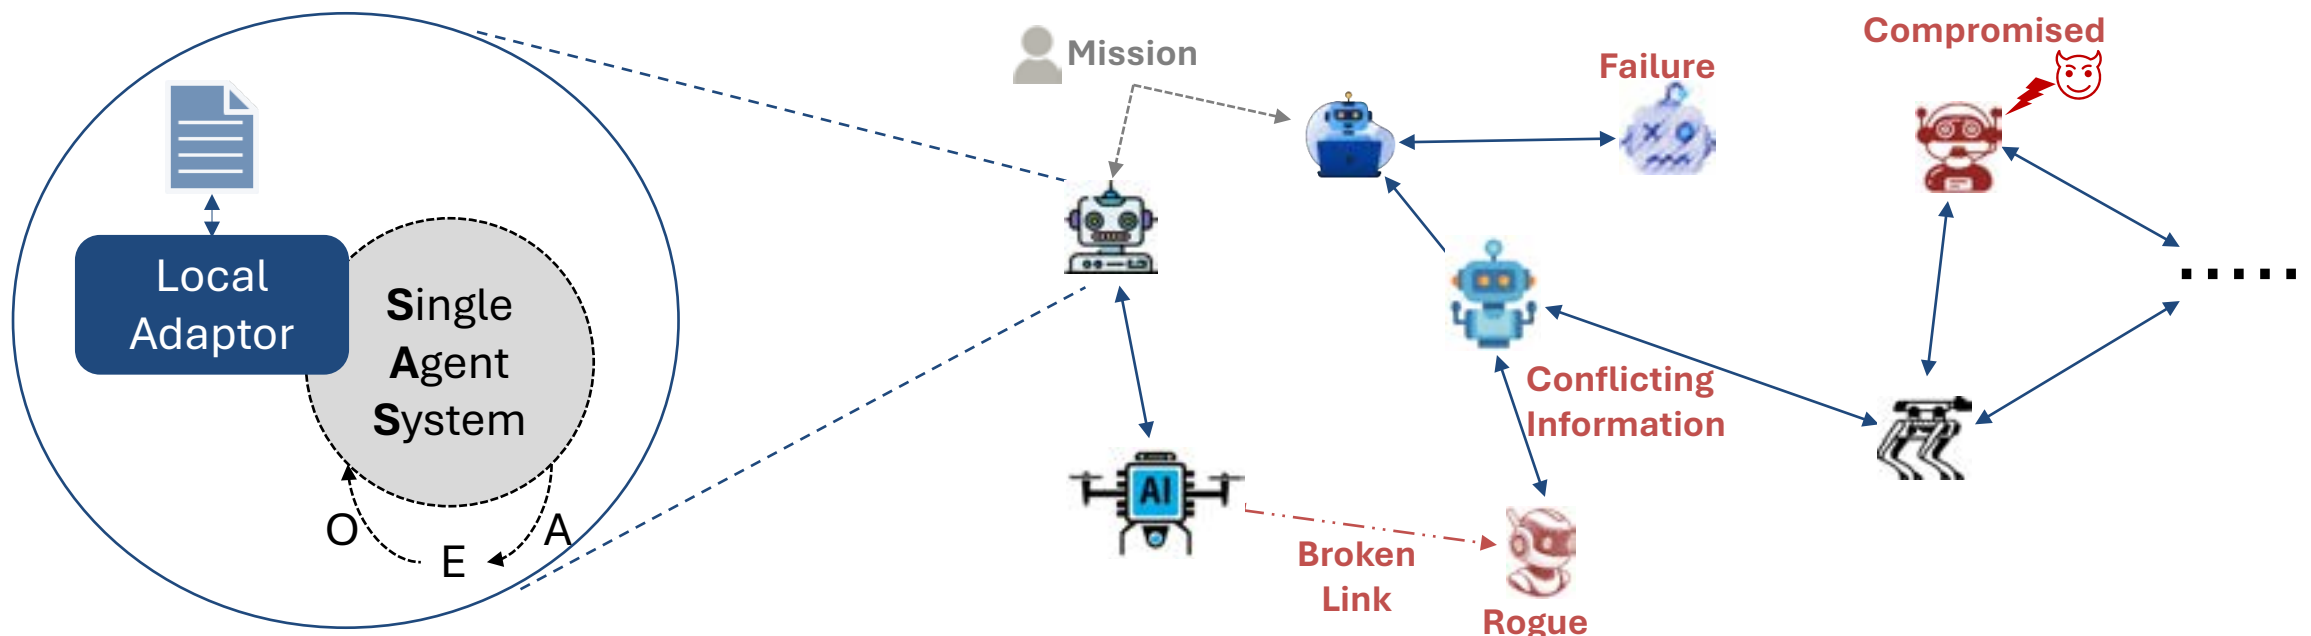 Local
Adaptor
Single
Agent
System
O
E
A
Mission
Failure
Compromised
Conflicting
Information
AI
Broken
Link
Rogue